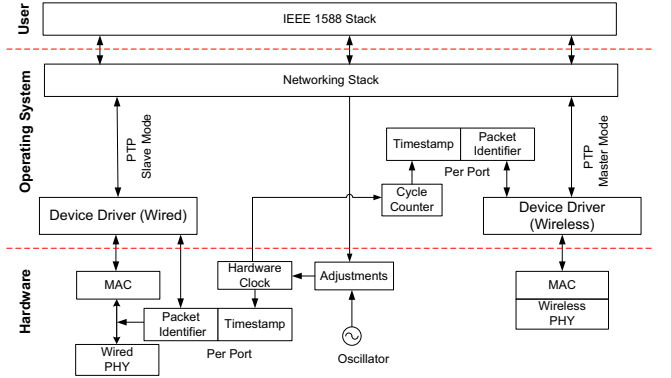 User
IEEE 1588 Stack
Operating System
Networking Stack
PTP
Slave Mode
Timestamp
Packet
Identifier
Per Port
PTP
Master Mode
Cycle
Counter
Device Driver (Wired)
Device Driver
(Wireless)
Hardware
MAC
Hardware
Clock
Adjustments
MAC
Wireless
PHY
Packet
Identifier
Timestamp
Per Port
Wired
PHY
Oscillator